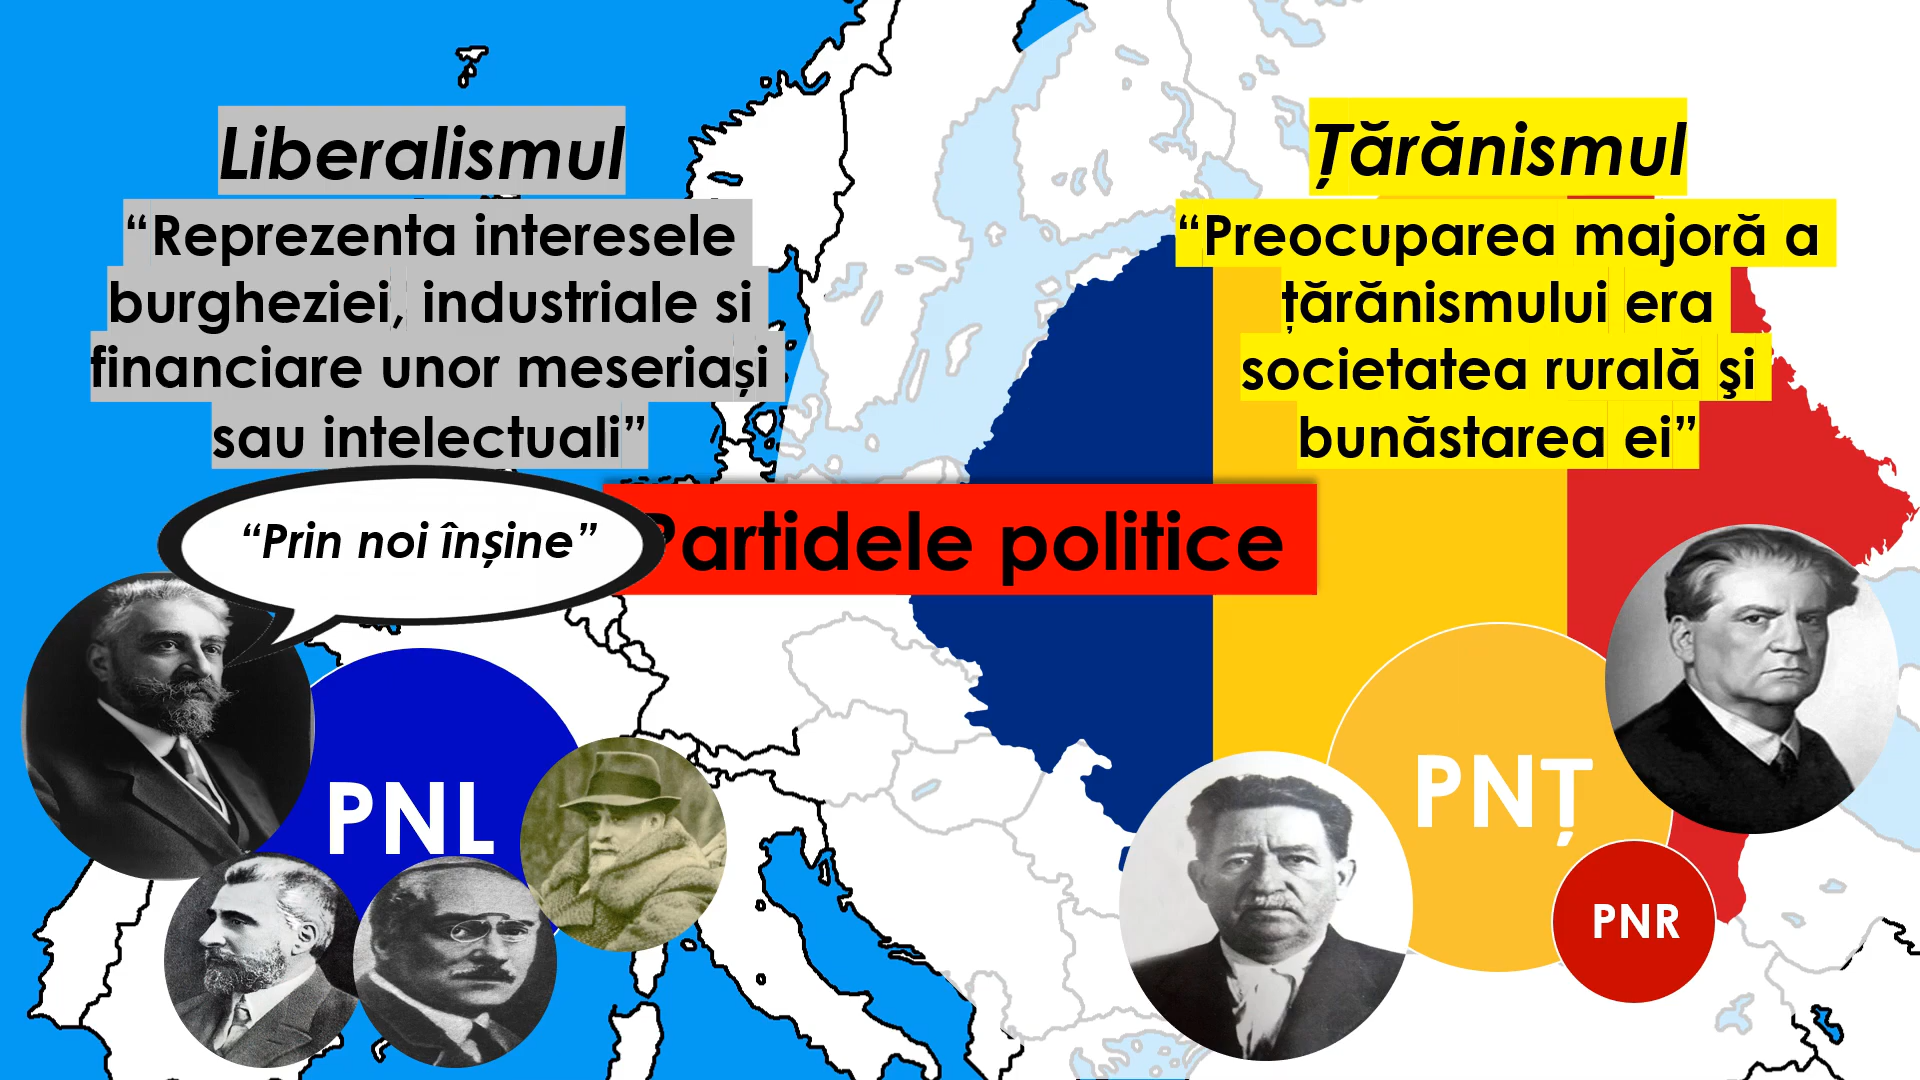 Liberalismul
“Reprezenta interesele
burgheziei, industriale si
financiare unor meseriași
sau intelectuali”
“Prin noi înșine”
PNL
Partidele politice
Țărănismul
“Preocuparea majoră a
țărănismului era
societatea rurală şi
bunăstarea ei”
PNȚ
PNR